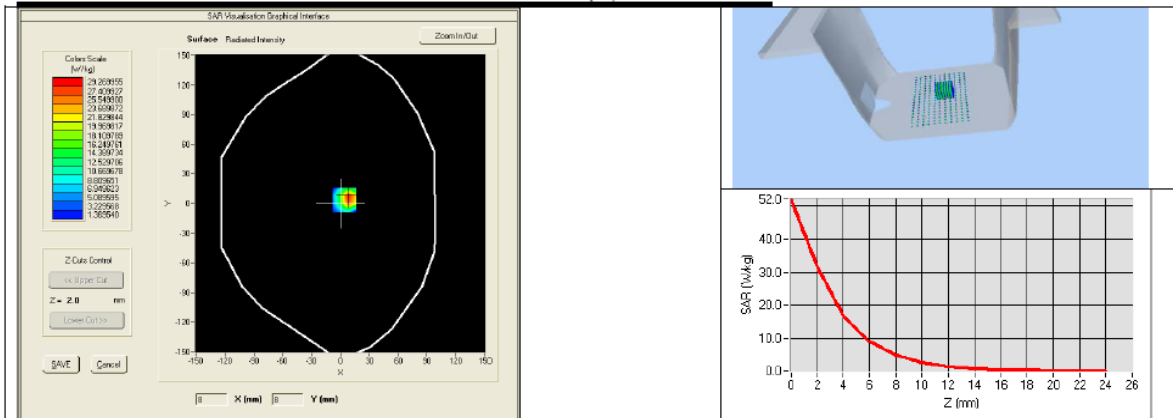 SAR Visualisation Graphical Interface
Surface Radiated Intensity
Zoom In/Out
Colors Scale
(W/kg)
29.269955
27.409927
25.549900
23.689872
21.829844
19.969817
18.109789
16.249761
14.389734
12.529706
10.669678
8.809651
6.949623
5.089595
3.229568
1.369540
150
120
90
60
30
0
-30
-60
-90
-120
-150
Y
-150 -120 -90 -60 -30 0 30 60 90 120 150
X
Z-Cuts Control
<< Upper Cut
Z = 2.0 mm
Lower Cut >>
SAVE Cancel
8 X (mm) 8 Y (mm)
52.0
40.0
30.0
20.0
10.0
0.0
SAR (W/kg)
0 2 4 6 8 10 12 14 16 18 20 22 24 26
Z (mm)